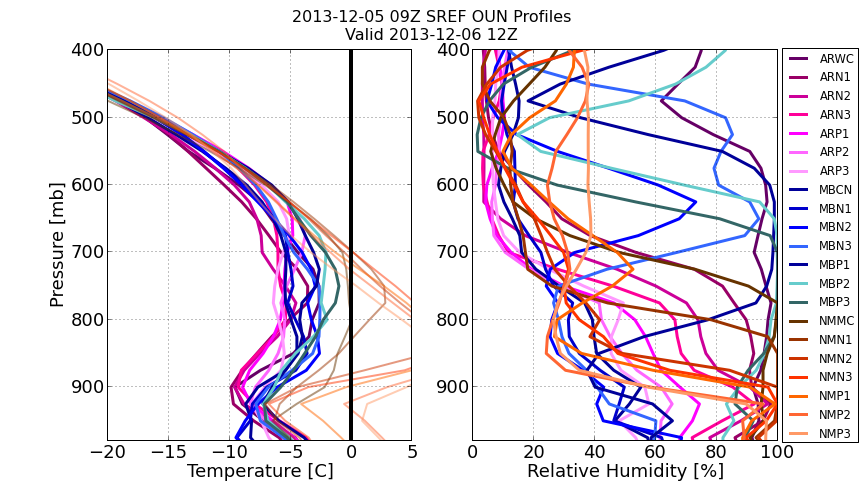 2013-12-05 09Z SREF OUN Profiles
Valid 2013-12-06 12Z
400
500
600
700
800
900
Pressure [mb]
−20 −15 −10 −5 0 5
Temperature [C]
400
500
600
700
800
900
0 20 40 60 80 100
Relative Humidity [%]
ARWC
ARN1
ARN2
ARN3
ARP1
ARP2
ARP3
MBCN
MBN1
MBN2
MBN3
MBP1
MBP2
MBP3
NMMC
NMN1
NMN2
NMN3
NMP1
NMP2
NMP3